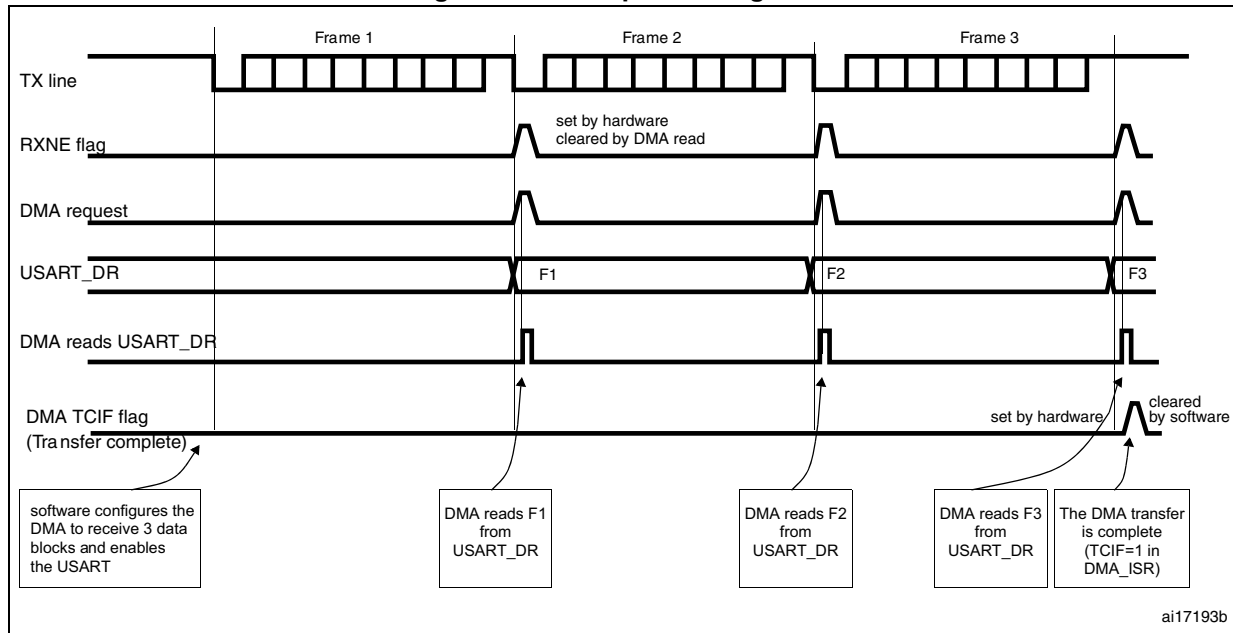 Frame 1
Frame 2
Frame 3
TX line
set by hardware
cleared by DMA read
RXNE flag
DMA request
USART_DR
F1
F2
F3
DMA reads USART_DR
DMA TCIF flag
(Transfer complete)
set by hardware
cleared
by software
software configures the
DMA to receive 3 data
blocks and enables
the USART
DMA reads F1
from
USART_DR
DMA reads F2
from
USART_DR
DMA reads F3
from
USART_DR
The DMA transfer
is complete
(TCIF=1 in
DMA_ISR)
ai17193b